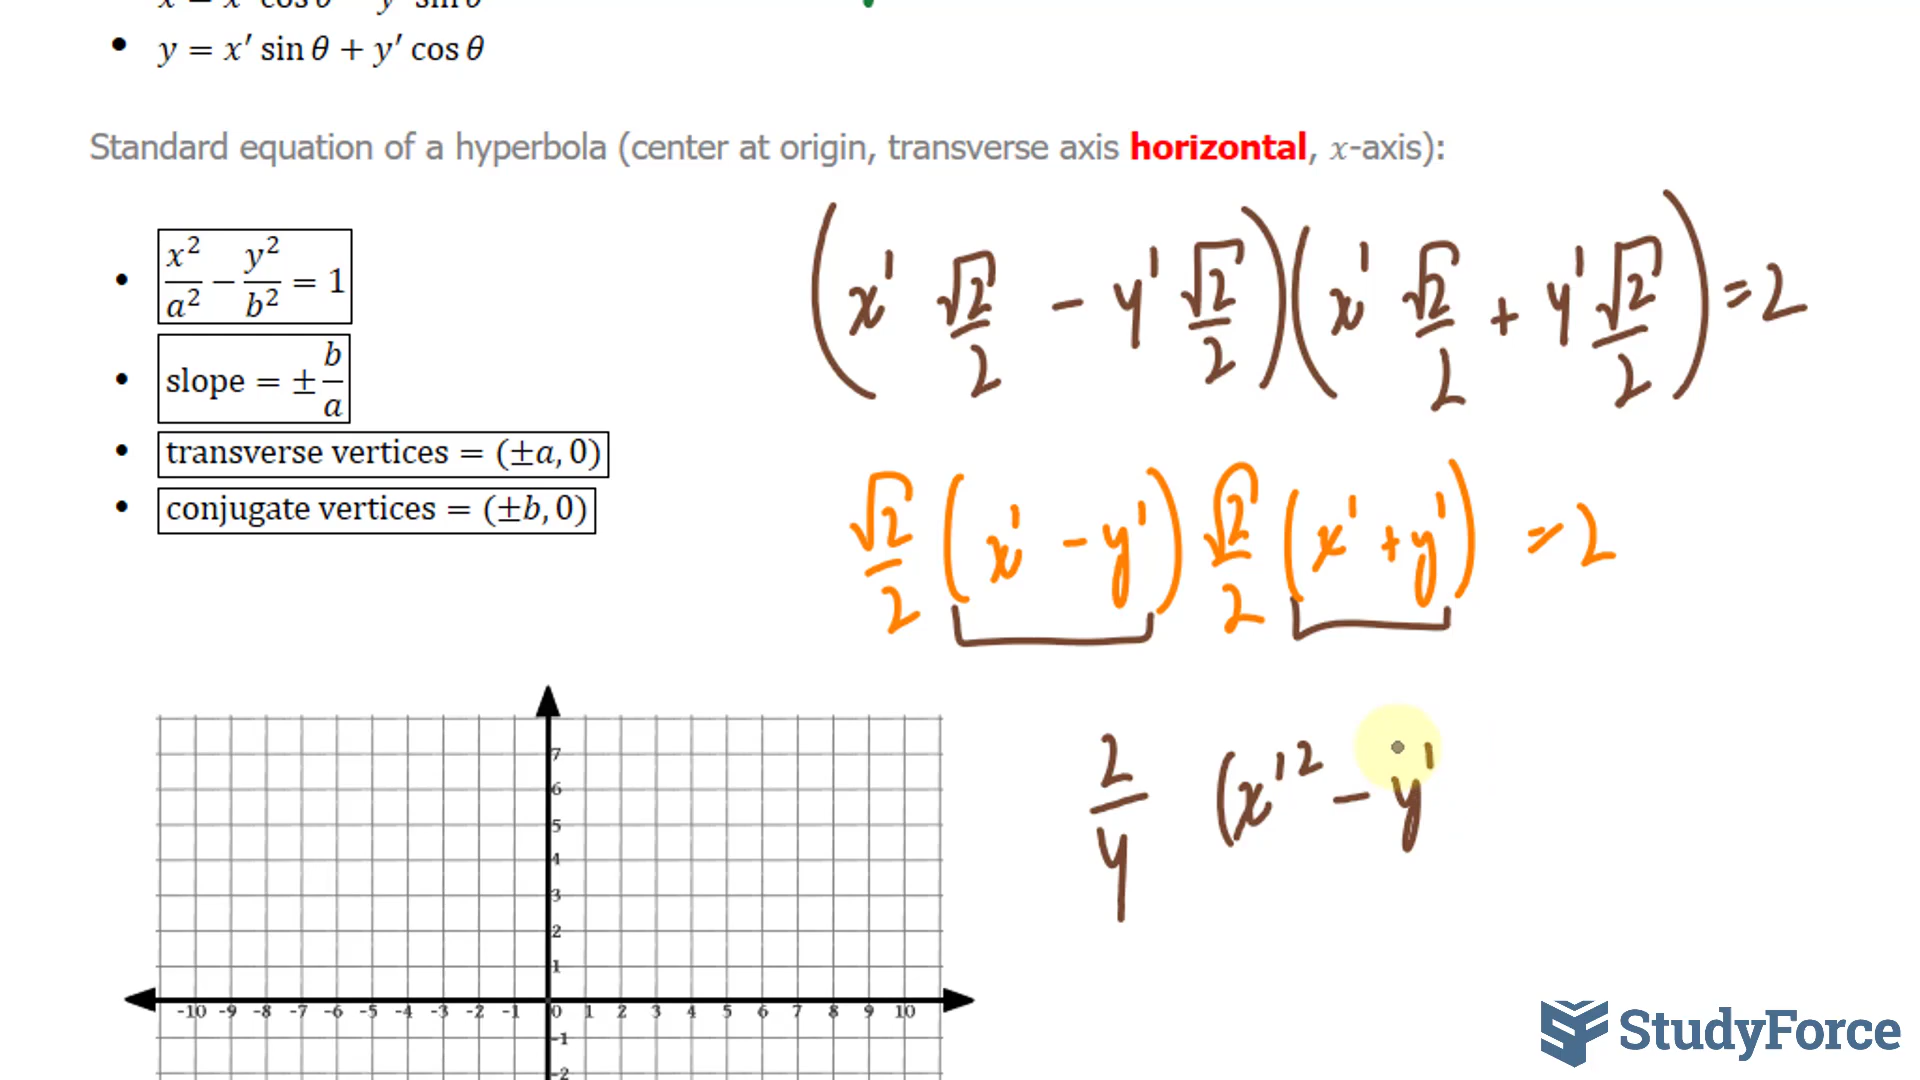 x = x′ cos θ − y′ sin θ
• y = x′ sin θ + y′ cos θ
Standard equation of a hyperbola (center at origin, transverse axis horizontal, x-axis):
• x²/a² − y²/b² = 1
• slope = ± b/a
• transverse vertices = (±a, 0)
• conjugate vertices = (±b, 0)
(x' √2/2 − y' √2/2)(x' √2/2 + y' √2/2) = 2
√2/2 (x' − y') √2/2 (x' + y') = 2
2/4 (x'² − y'
7
6
5
4
3
2
1
-10 -9 -8 -7 -6 -5 -4 -3 -2 -1 0 1 2 3 4 5 6 7 8 9 10
-1
-2
StudyForce